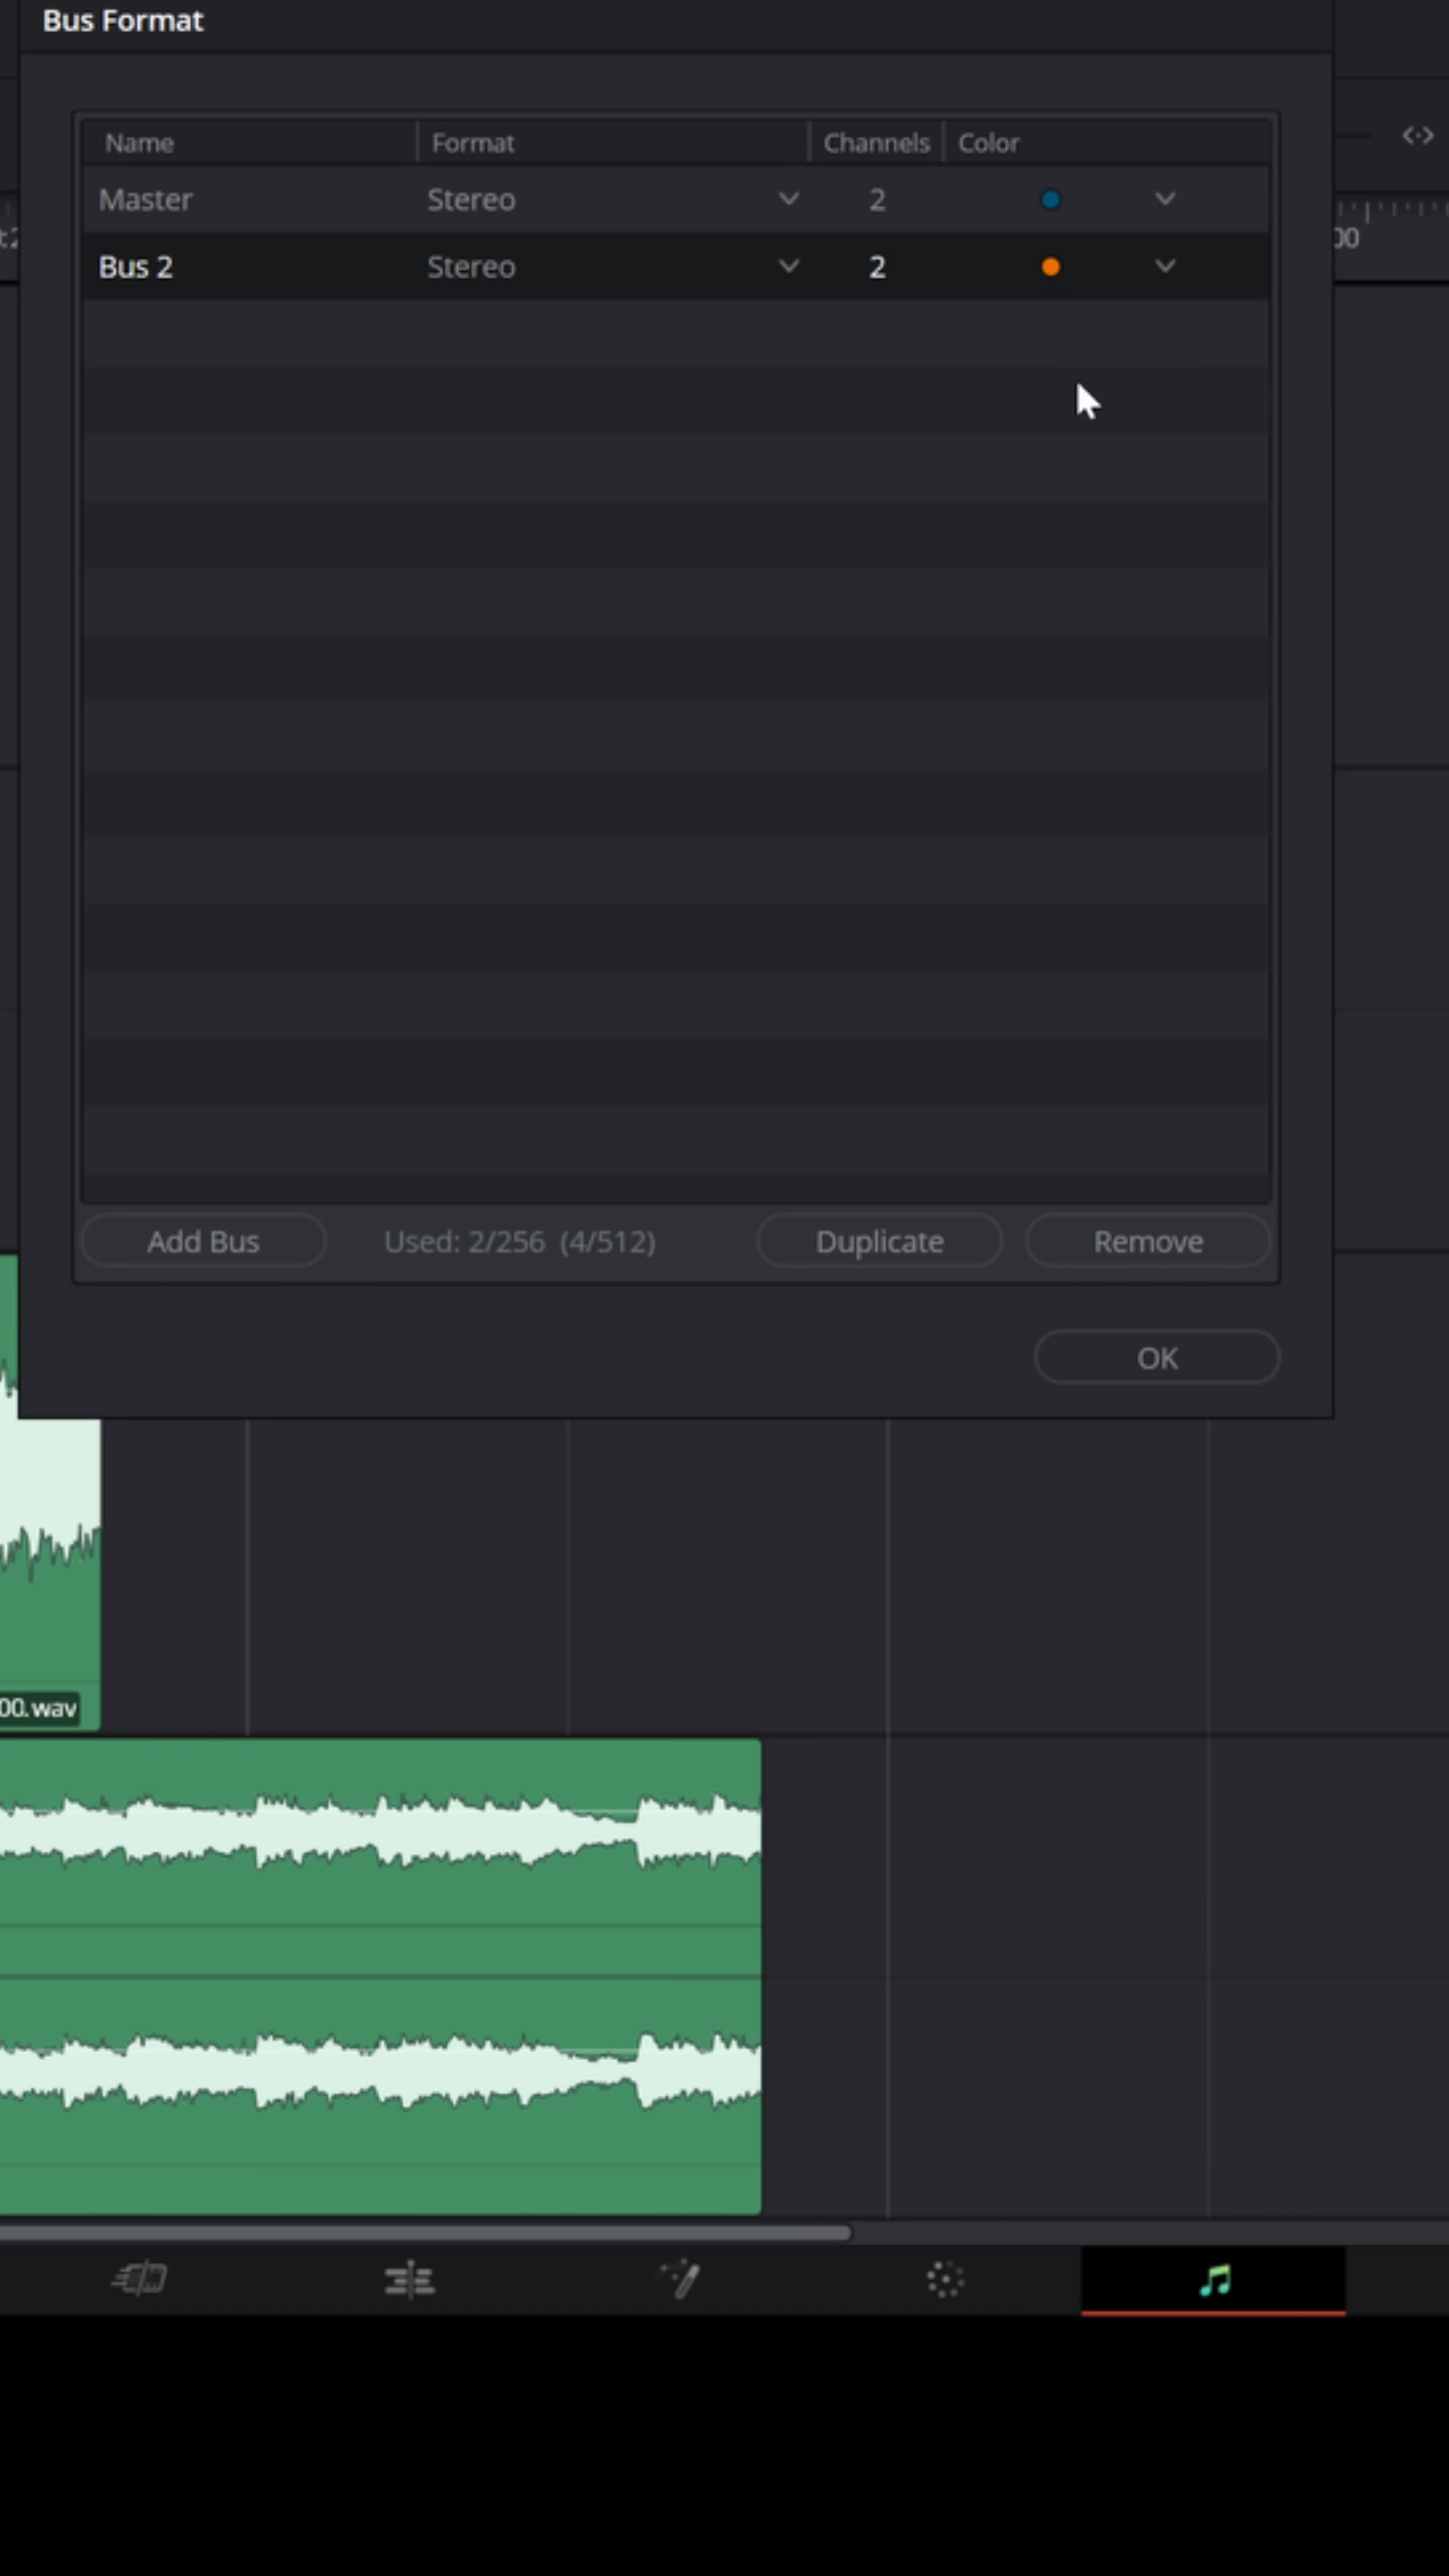 Bus Format
Name Format Channels Color
Master Stereo 2
Bus 2 Stereo 2
00
Add Bus Used: 2/256 (4/512) Duplicate Remove
OK
00.wav